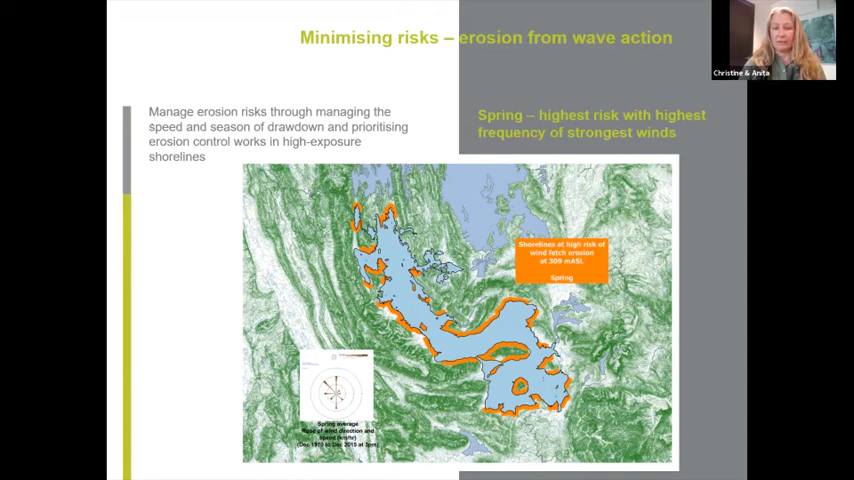 Minimising risks – erosion from wave action
Christine & Anita
Manage erosion risks through managing the
speed and season of drawdown and prioritising
erosion control works in high-exposure
shorelines
Spring – highest risk with highest
frequency of strongest winds
Shorelines at high risk of
wind fetch erosion
at 309 mASL
Spring
Spring average
Rose of wind direction and
speed (km/hr)